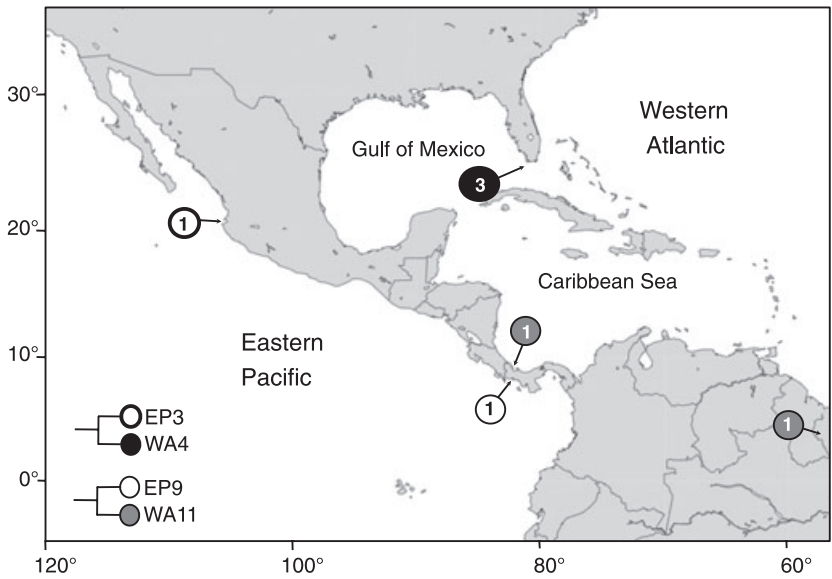 30°
20°
10°
0°
120°
100°
80°
60°
Western
Atlantic
Gulf of Mexico
3
1
Caribbean Sea
1
Eastern
Pacific
1
1
EP3
WA4
EP9
WA11